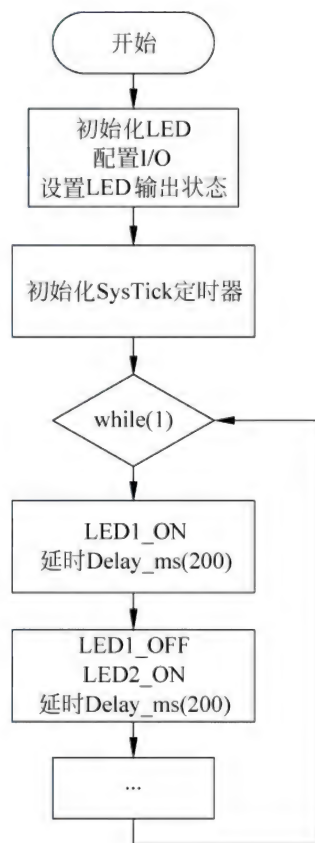 开始
初始化LED
配置I/O
设置LED输出状态
初始化SysTick定时器
while(1)
LED1_ON
延时Delay_ms(200)
LED1_OFF
LED2_ON
延时Delay_ms(200)
...